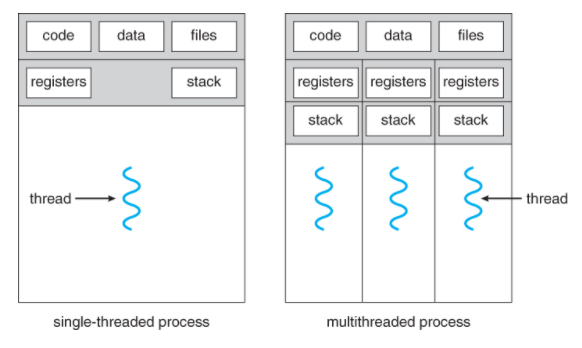 code data files
registers stack
thread
single-threaded process
code data files
registers registers registers
stack stack stack
thread
multithreaded process